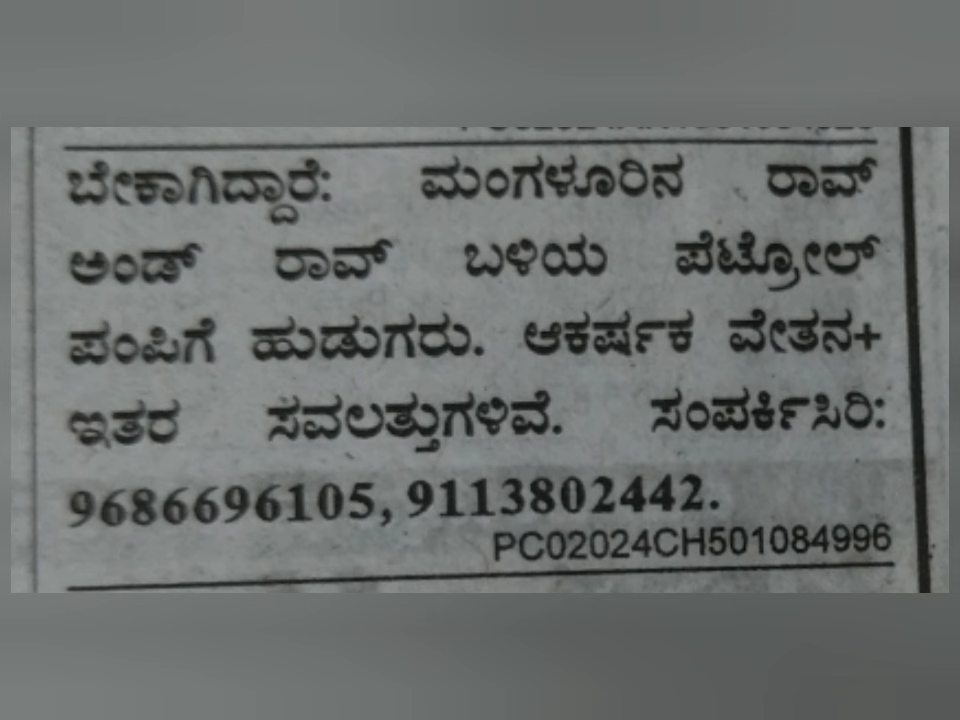 ಬೇಕಾಗಿದ್ದಾರೆ: ಮಂಗಳೂರಿನ ರಾವ್
ಅಂಡ್ ರಾವ್ ಬಳಿಯ ಪೆಟ್ರೋಲ್
ಪಂಪಿಗೆ ಹುಡುಗರು. ಆಕರ್ಷಕ ವೇತನ+
ಇತರ ಸವಲತ್ತುಗಳಿವೆ. ಸಂಪರ್ಕಿಸಿರಿ:
9686696105, 9113802442.
PC02024CH501084996